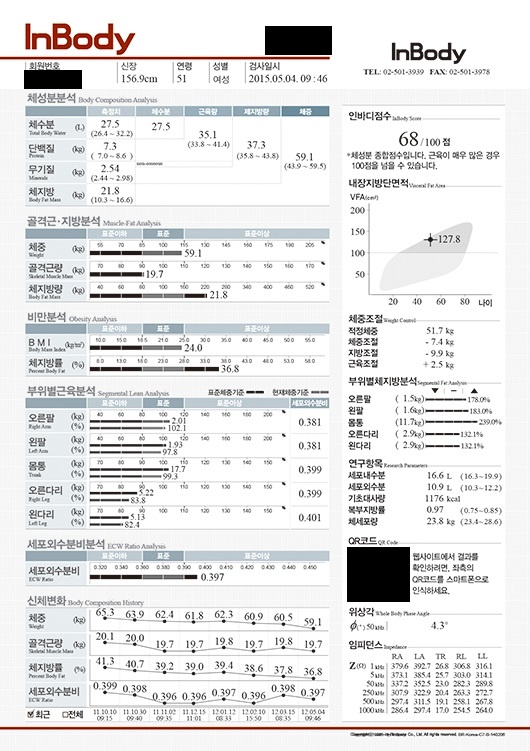 InBody
회원번호 신장 연령 성별 검사일시
156.9cm 51 여성 2015.05.04. 09:46
InBody
TEL: 02-501-3939 FAX: 02-501-3978
체성분분석 Body Composition Analysis
측정치 체수분 근육량 제지방량 체중
체수분 Total Body Water (L) 27.5 (26.4 ~ 32.2) 27.5 35.1 (33.8 ~ 41.4) 37.3 (35.8 ~ 43.8) 59.1 (43.9 ~ 59.5)
단백질 Protein (kg) 7.3 (7.0 ~ 8.6)
무기질 Minerals (kg) 2.54 (2.44 ~ 2.98) non-osseous
체지방 Body Fat Mass (kg) 21.8 (10.3 ~ 16.6)
골격근·지방분석 Muscle-Fat Analysis
표준이하 표준 표준이상
체중 Weight (kg) 55 70 85 100 115 130 145 160 175 190 205 %
59.1
골격근량 Skeletal Muscle Mass (kg) 70 80 90 100 110 120 130 140 150 160 170 %
19.7
체지방량 Body Fat Mass (kg) 40 60 80 100 160 220 280 340 400 460 520 %
21.8
비만분석 Obesity Analysis
표준이하 표준 표준이상
BMI Body Mass Index (kg/m²) 10.0 15.0 18.5 25.0 30.0 35.0 40.0 45.0 50.0 55.0
24.0
체지방률 Percent Body Fat (%) 8.0 13.0 18.0 23.0 28.0 33.0 38.0 43.0 48.0 53.0 58.0
36.8
부위별근육분석 Segmental Lean Analysis 표준체중기준 현재체중기준
표준이하 표준 표준이상 세포외수분비
오른팔 Right Arm (kg) (%) 40 60 80 100 120 140 160 180 200 %
2.01
102.1
0.381
왼팔 Left Arm (kg) (%) 40 60 80 100 120 140 160 180 200 %
1.93
97.8
0.381
몸통 Trunk (kg) (%) 70 80 90 100 110 120 130 140 150 %
17.7
99.3
0.399
오른다리 Right Leg (kg) (%) 70 80 90 100 110 120 130 140 150 %
5.22
83.8
0.399
왼다리 Left Leg (kg) (%) 70 80 90 100 110 120 130 140 150 %
5.13
82.4
0.401
세포외수분비분석 ECW Ratio Analysis
표준이하 표준 표준이상
세포외수분비 ECW Ratio 0.320 0.340 0.360 0.380 0.390 0.400 0.410 0.420 0.430 0.440 0.450
0.397
신체변화 Body Composition History
체중 Weight (kg) 65.3 63.9 62.4 61.8 62.3 60.9 60.5 59.1
골격근량 Skeletal Muscle Mass (kg) 20.1 20.0 19.7 19.7 19.8 19.7 19.8 19.7
체지방률 Percent Body Fat (%) 41.3 40.7 39.2 39.0 39.4 38.6 37.8 36.8
세포외수분비 ECW Ratio 0.399 0.398 0.396 0.396 0.397 0.398 0.396 0.397
최근 전체 11.10.10 09:15 11.10.30 09:40 11.11.02 09:35 11.12.15 11:01 12.01.12 08:33 12.02.10 15:50 12.03.15 08:35 12.05.04 09:46
인바디점수 InBody Score
68/100 점
*체성분 종합점수입니다. 근육이 매우 많은 경우
100점을 넘을 수 있습니다.
내장지방단면적 Visceral Fat Area
VFA(cm²)
200
150
127.8
100
50
20 40 60 80 나이
체중조절 Weight Control
적정체중 51.7 kg
체중조절 - 7.4 kg
지방조절 - 9.9 kg
근육조절 + 2.5 kg
부위별체지방분석 Segmental Fat Analysis
오른팔 ( 1.5kg) 178.0%
왼팔 ( 1.6kg) 183.0%
몸통 (11.7kg) 239.0%
오른다리 ( 2.9kg) 132.1%
왼다리 ( 2.9kg) 132.1%
연구항목 Research Parameters
세포내수분 16.6 L (16.3~19.9)
세포외수분 10.9 L (10.3~12.2)
기초대사량 1176 kcal
복부지방률 0.97 (0.75~0.85)
체세포량 23.8 kg (23.4~28.6)
QR코드 QR Code
웹사이트에서 결과를
확인하려면, 좌측의
QR코드를 스마트폰으로
인식하세요.
위상각 Whole Body Phase Angle
ϕ(°) 50kHz 4.3°
임피던스 Impedance
RA LA TR RL LL
Z(Ω) 1 kHz 379.6 392.7 26.8 306.8 316.1
5 kHz 373.1 385.4 25.7 303.0 314.1
50 kHz 337.2 352.5 23.0 282.3 289.8
250 kHz 307.9 322.9 20.4 263.3 272.7
500 kHz 297.4 311.5 19.1 258.1 267.8
1000 kHz 286.4 297.4 17.0 254.5 264.0